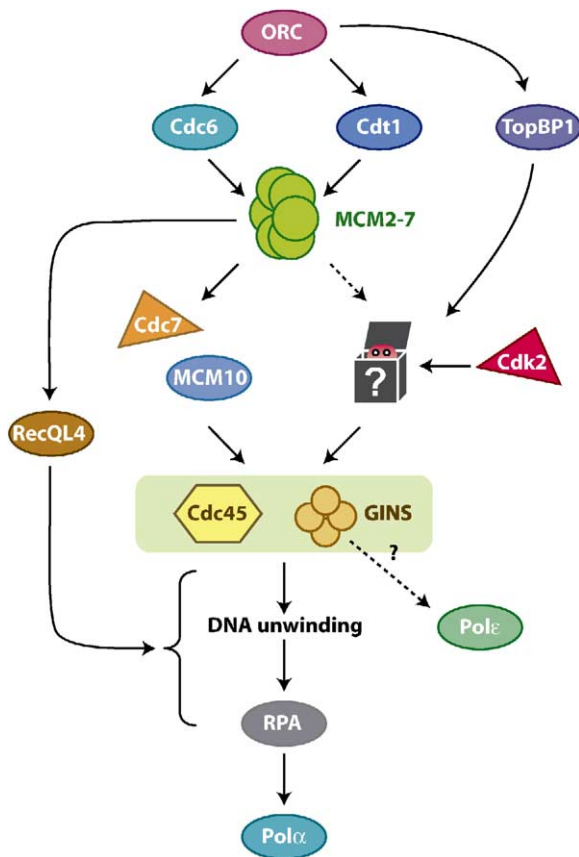 ORC
Cdc6
Cdt1
TopBP1
MCM2-7
Cdc7
MCM10
?
Cdk2
RecQL4
Cdc45
GINS
?
DNA unwinding
Polε
RPA
Polα